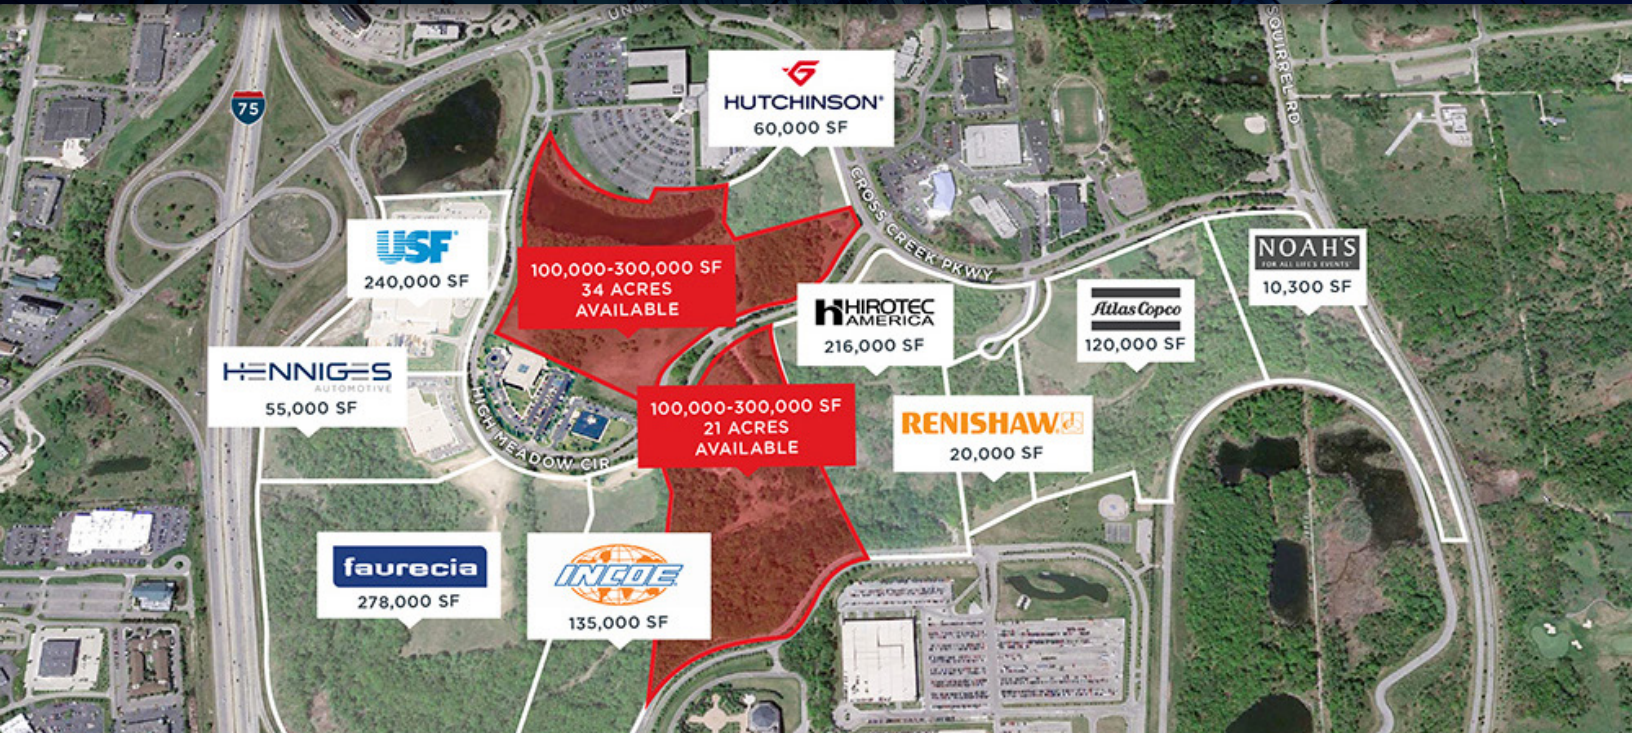 UNI
SQUIRREL RD
75
HUTCHINSON®
60,000 SF
CROSS CREEK PKWY
USF
240,000 SF
100,000-300,000 SF
34 ACRES
AVAILABLE
NOAH'S
FOR ALL LIFE'S EVENTS
10,300 SF
HIROTEC
AMERICA
216,000 SF
Atlas Copco
120,000 SF
HENNIGES
AUTOMOTIVE
55,000 SF
HIGH MEADOW CIR
100,000-300,000 SF
21 ACRES
AVAILABLE
RENISHAW
20,000 SF
faurecia
278,000 SF
INCOE
135,000 SF